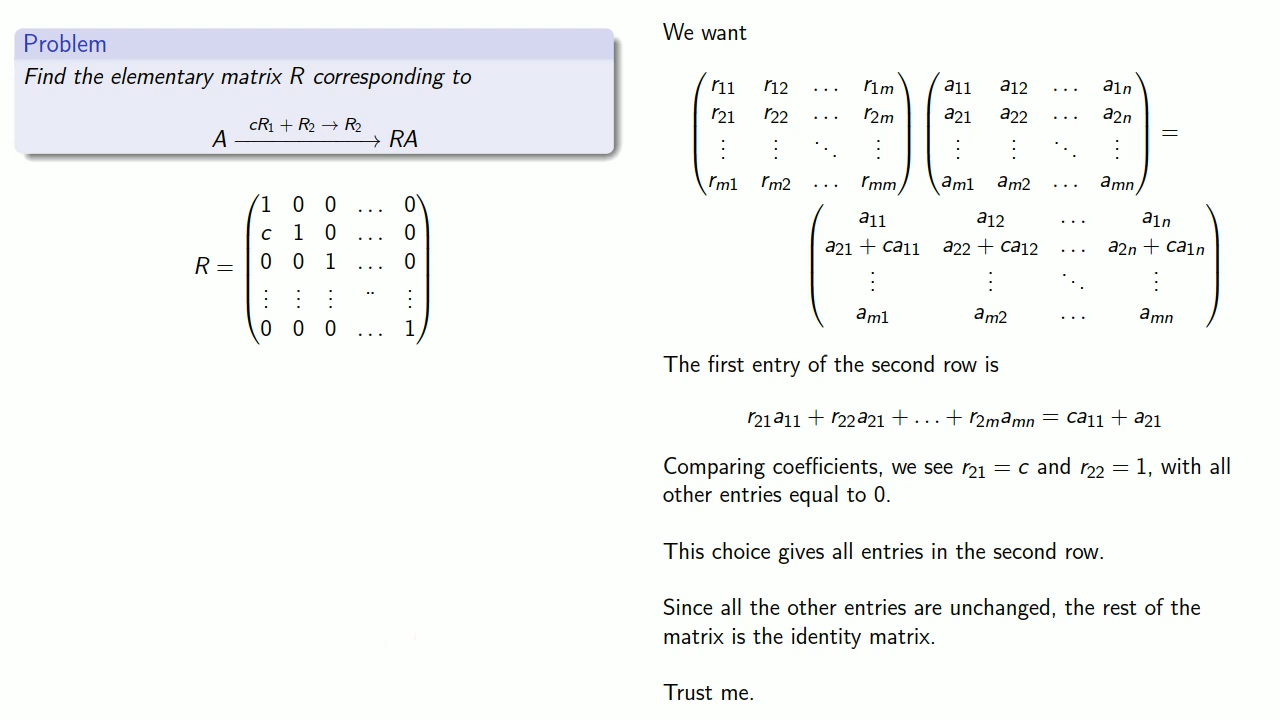 Problem
Find the elementary matrix R corresponding to
cR₁ + R₂ → R₂
A ⟶ RA
R =
1 0 0 … 0
c 1 0 … 0
0 0 1 … 0
⋮ ⋮ ⋮ ¨ ⋮
0 0 0 … 1
We want
r₁₁ r₁₂ … r₁ₘ a₁₁ a₁₂ … a₁ₙ
r₂₁ r₂₂ … r₂ₘ a₂₁ a₂₂ … a₂ₙ
⋮ ⋮ ⋱ ⋮ ⋮ ⋮ ⋱ ⋮ =
rₘ₁ rₘ₂ … rₘₘ aₘ₁ aₘ₂ … aₘₙ
a₁₁ a₁₂ … a₁ₙ
a₂₁ + ca₁₁ a₂₂ + ca₁₂ … a₂ₙ + ca₁ₙ
⋮ ⋮ ⋱ ⋮
aₘ₁ aₘ₂ … aₘₙ
The first entry of the second row is
r₂₁a₁₁ + r₂₂a₂₁ + … + r₂ₘaₘₙ = ca₁₁ + a₂₁
Comparing coefficients, we see r₂₁ = c and r₂₂ = 1, with all
other entries equal to 0.
This choice gives all entries in the second row.
Since all the other entries are unchanged, the rest of the
matrix is the identity matrix.
Trust me.